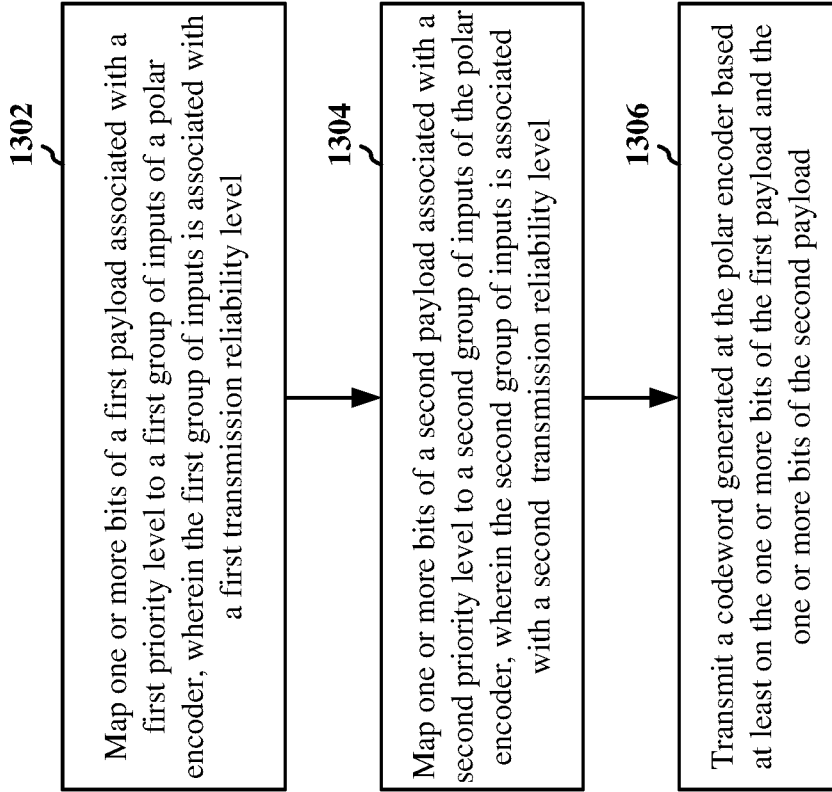 1302
Map one or more bits of a first payload associated with a
first priority level to a first group of inputs of a polar
encoder, wherein the first group of inputs is associated with
a first transmission reliability level
1304
Map one or more bits of a second payload associated with a
second priority level to a second group of inputs of the polar
encoder, wherein the second group of inputs is associated
with a second transmission reliability level
1306
Transmit a codeword generated at the polar encoder based
at least on the one or more bits of the first payload and the
one or more bits of the second payload